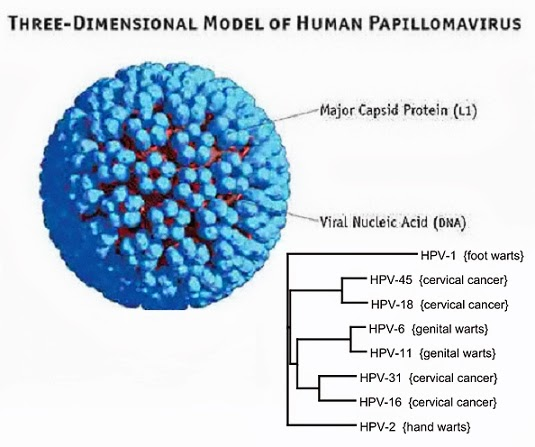 THREE-DIMENSIONAL MODEL OF HUMAN PAPILLOMAVIRUS
Major Capsid Protein (L1)
Viral Nucleic Acid (DNA)
HPV-1 {foot warts}
HPV-45 {cervical cancer}
HPV-18 {cervical cancer}
HPV-6 {genital warts}
HPV-11 {genital warts}
HPV-31 {cervical cancer}
HPV-16 {cervical cancer}
HPV-2 {hand warts}